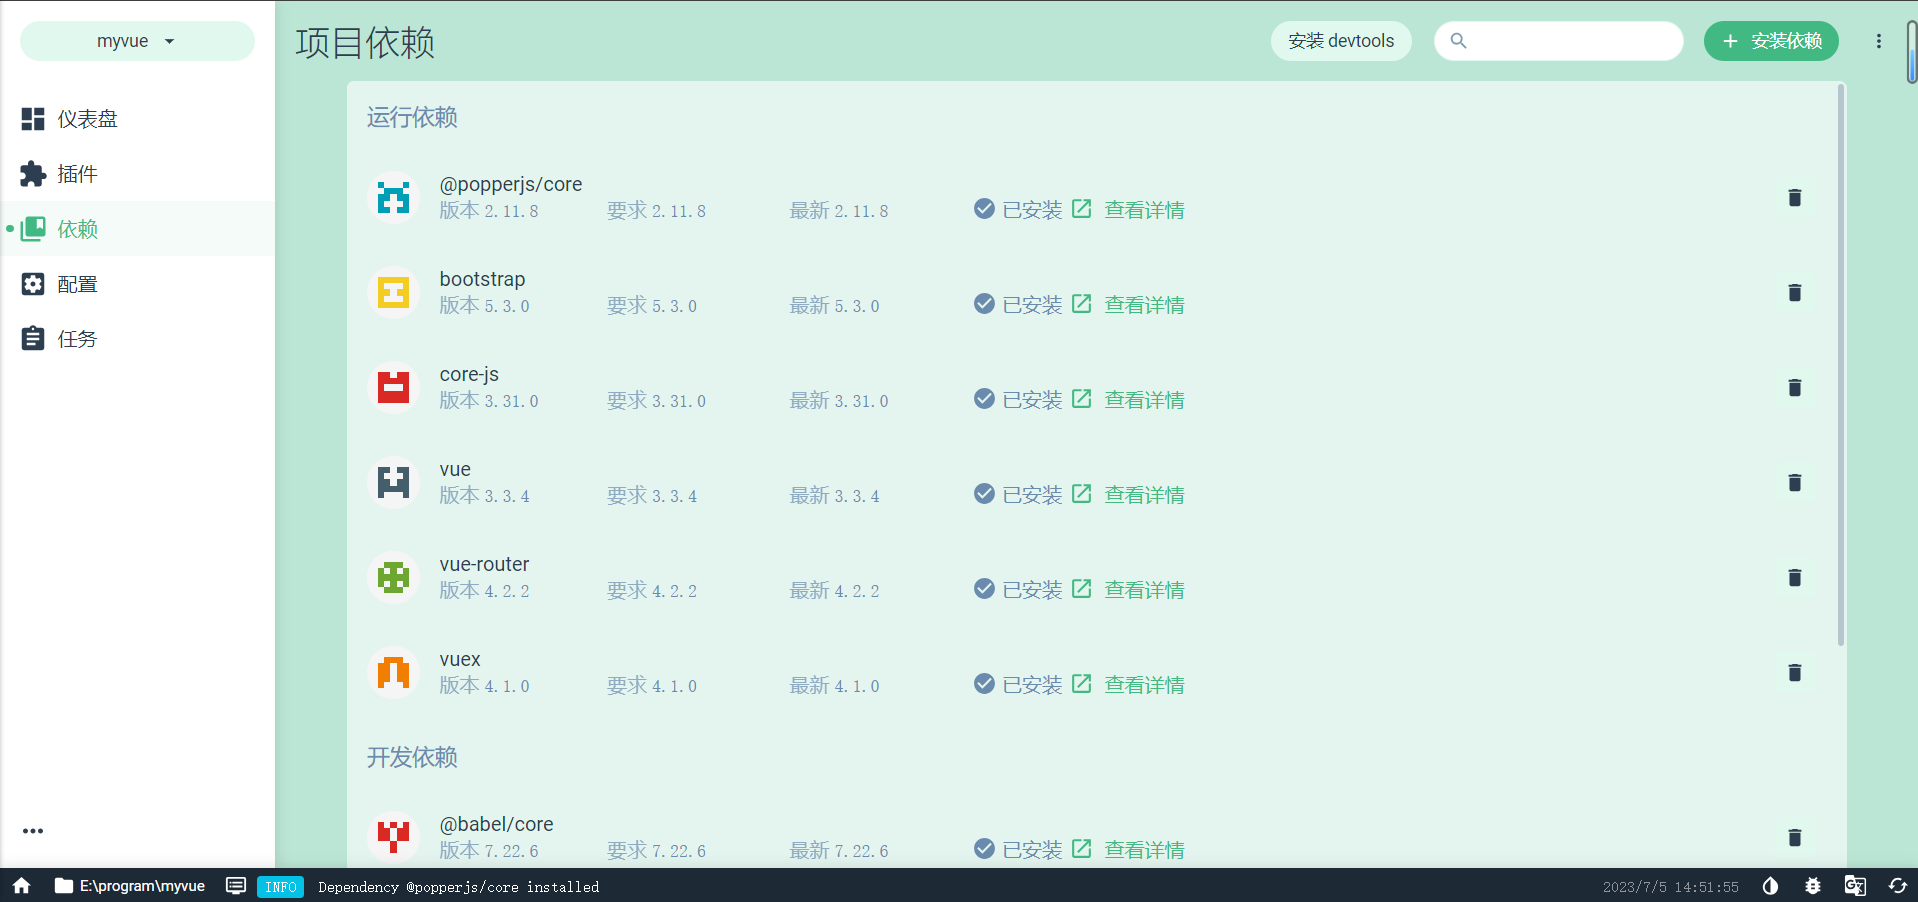 myvue
仪表盘
插件
依赖
配置
任务
项目依赖
安装 devtools
安装依赖
运行依赖
@popperjs/core
版本 2.11.8 要求 2.11.8 最新 2.11.8 已安装 查看详情
bootstrap
版本 5.3.0 要求 5.3.0 最新 5.3.0 已安装 查看详情
core-js
版本 3.31.0 要求 3.31.0 最新 3.31.0 已安装 查看详情
vue
版本 3.3.4 要求 3.3.4 最新 3.3.4 已安装 查看详情
vue-router
版本 4.2.2 要求 4.2.2 最新 4.2.2 已安装 查看详情
vuex
版本 4.1.0 要求 4.1.0 最新 4.1.0 已安装 查看详情
开发依赖
@babel/core
版本 7.22.6 要求 7.22.6 最新 7.22.6 已安装 查看详情
E:\program\myvue INFO Dependency @popperjs/core installed 2023/7/5 14:51:55